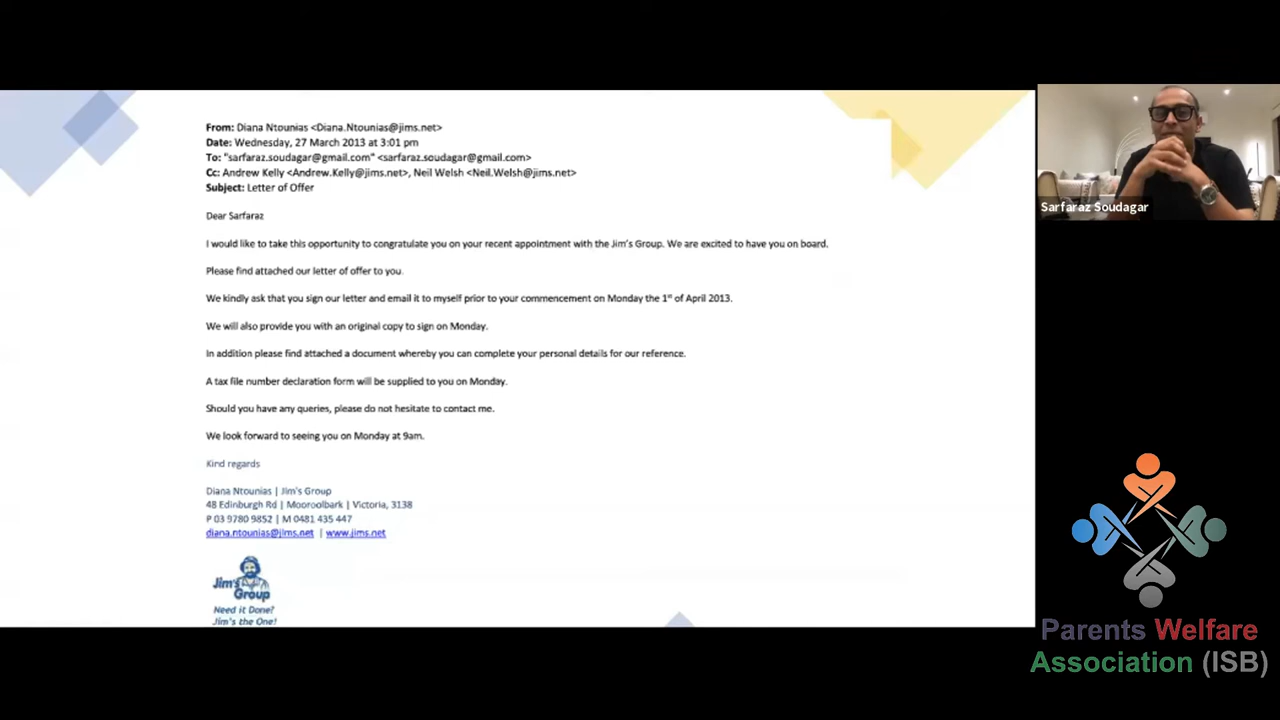 From: Diana Ntounias <Diana.Ntounias@jims.net>
Date: Wednesday, 27 March 2013 at 3:01 pm
To: "sarfaraz.soudagar@gmail.com" <sarfaraz.soudagar@gmail.com>
Cc: Andrew Kelly <Andrew.Kelly@jims.net>, Neil Welsh <Neil.Welsh@jims.net>
Subject: Letter of Offer
Dear Sarfaraz
I would like to take this opportunity to congratulate you on your recent appointment with the Jim's Group. We are excited to have you on board.
Please find attached our letter of offer to you.
We kindly ask that you sign our letter and email it to myself prior to your commencement on Monday the 1st of April 2013.
We will also provide you with an original copy to sign on Monday.
In addition please find attached a document whereby you can complete your personal details for our reference.
A tax file number declaration form will be supplied to you on Monday.
Should you have any queries, please do not hesitate to contact me.
We look forward to seeing you on Monday at 9am.
Kind regards
Diana Ntounias | Jim's Group
48 Edinburgh Rd | Mooroolbark | Victoria, 3138
P 03 9780 9852 | M 0481 435 447
diana.ntounias@jims.net | www.jims.net
Jim's
Group
Need it Done?
Jim's the One!
Sarfaraz Soudagar
Parents Welfare
Association (ISB)